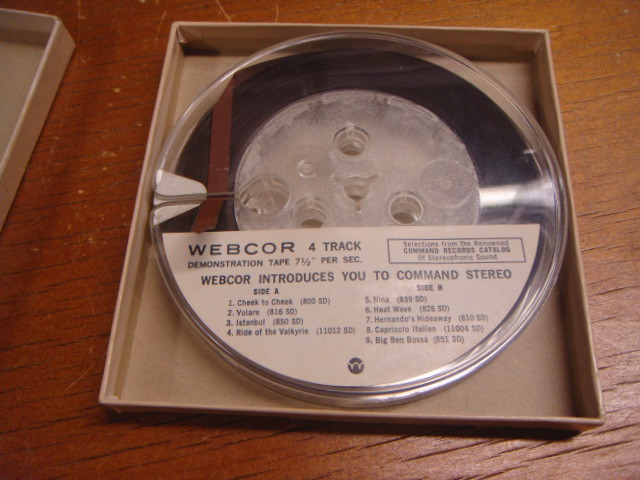 WEBCOR 4 TRACK
DEMONSTRATION TAPE 7½" PER SEC.
Selections from the Renowned
COMMAND RECORDS CATALOG
Of Stereophonic Sound
WEBCOR INTRODUCES YOU TO COMMAND STEREO
SIDE A
1. Cheek to Cheek (800 SD)
2. Volare (816 SD)
3. Istanbul (850 SD)
4. Ride of the Valkyrie (11012 SD)
SIDE B
5. Nina (839 SD)
6. Heat Wave (826 SD)
7. Hernando's Hideaway (810 SD)
8. Capriccio Italien (11004 SD)
9. Big Ben Bossa (851 SD)
W